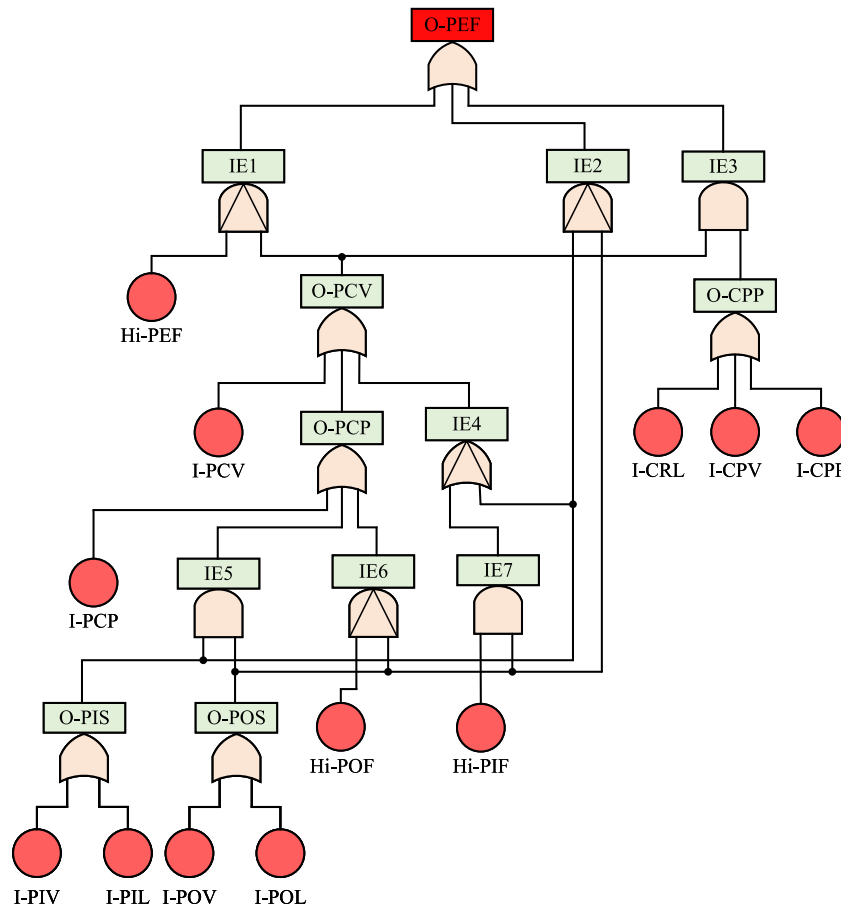 O-PEF
IE1
IE2
IE3
O-PCV
O-CPP
Hi-PEF
O-PCP
IE4
I-PCV
I-CRL
I-CPV
IE5
IE6
IE7
I-PCP
O-PIS
O-POS
Hi-POF
Hi-PIF
I-PIV
I-PIL
I-POV
I-POL